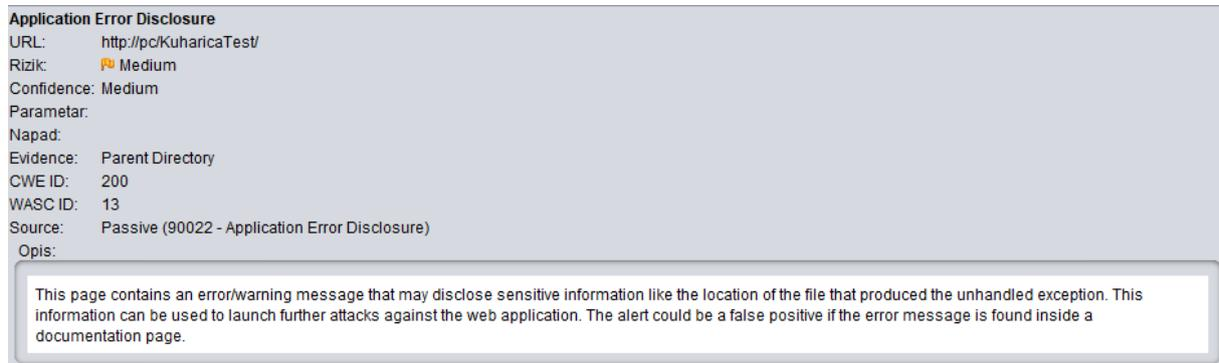 Application Error Disclosure
URL: http://pc/KuharicaTest/
Rizik: Medium
Confidence: Medium
Parametar:
Napad:
Evidence: Parent Directory
CWE ID: 200
WASC ID: 13
Source: Passive (90022 - Application Error Disclosure)
Opis:
This page contains an error/warning message that may disclose sensitive information like the location of the file that produced the unhandled exception. This
information can be used to launch further attacks against the web application. The alert could be a false positive if the error message is found inside a
documentation page.